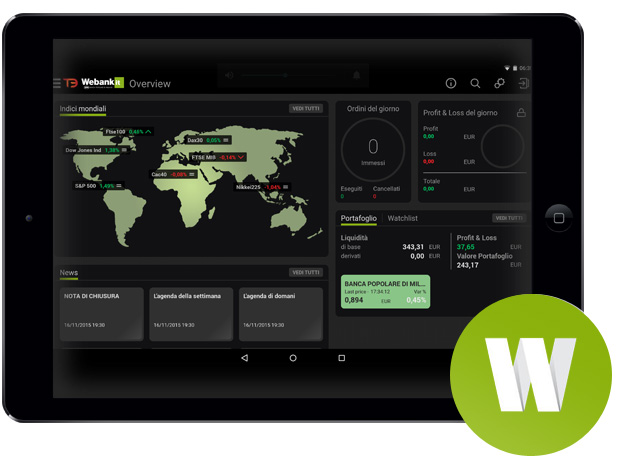 06:3
T3 Webank.it Overview
Indici mondiali VEDI TUTTI
Ftse100 0,46%
Dax30 0,05%
Dow Jones Ind 1,38%
FTSE MIB -0,14%
Cac40
S&P 500 1,49%
Nikkei225 -1,04%
Ordini del giorno
0
Immessi
Eseguiti Cancellati
0 0
Profit & Loss del giorno
Profit
0,00 EUR
Loss
0,00 EUR
Totale
0,00 EUR
Portafoglio Watchlist VEDI TUTTI
Liquidità
di base 343,31 EUR
derivati 0,00 EUR
Profit & Loss
37,65 EUR
Valore Portafoglio
243,17 EUR
BANCA POPOLARE DI MIL...
Last price - 17:34:12 Var %
0,894 EUR 0,45%
News VEDI TUTTI
NOTA DI CHIUSURA
16/11/2015 19:30
L'agenda della settimana
16/11/2015 19:30
L'agenda di domani
16/11/2015 19:30
W